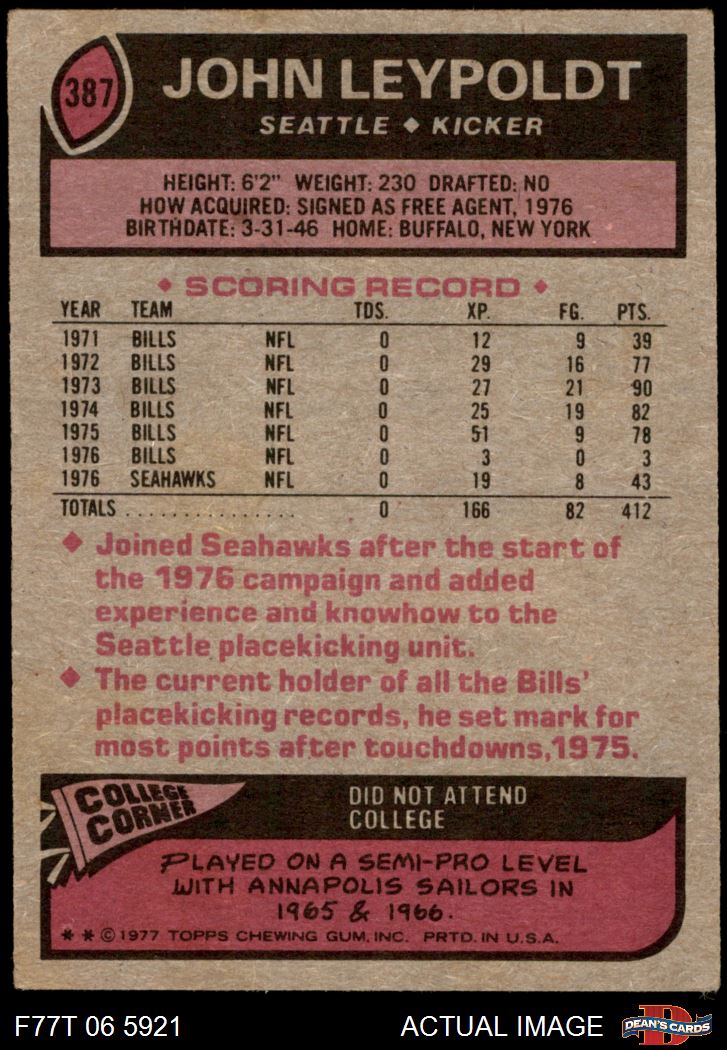 387
JOHN LEYPOLDT
SEATTLE ♦ KICKER
HEIGHT: 6'2" WEIGHT: 230 DRAFTED: NO
HOW ACQUIRED: SIGNED AS FREE AGENT, 1976
BIRTHDATE: 3-31-46 HOME: BUFFALO, NEW YORK
♦ SCORING RECORD ♦
YEAR TEAM TDS. XP. FG. PTS.
1971 BILLS NFL 0 12 9 39
1972 BILLS NFL 0 29 16 77
1973 BILLS NFL 0 27 21 90
1974 BILLS NFL 0 25 19 82
1975 BILLS NFL 0 51 9 78
1976 BILLS NFL 0 3 0 3
1976 SEAHAWKS NFL 0 19 8 43
TOTALS ............... 0 166 82 412
♦ Joined Seahawks after the start of
the 1976 campaign and added
experience and knowhow to the
Seattle placekicking unit.
♦ The current holder of all the Bills'
placekicking records, he set mark for
most points after touchdowns,1975.
COLLEGE
CORNER
DID NOT ATTEND
COLLEGE
PLAYED ON A SEMI-PRO LEVEL
WITH ANNAPOLIS SAILORS IN
1965 & 1966.
* * © 1977 TOPPS CHEWING GUM, INC. PRTD. IN U.S.A.
F77T 06 5921 ACTUAL IMAGE
D
DEAN'S CARDS